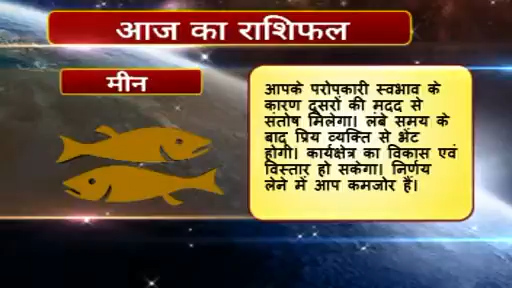 आज का राशिफल
मीन
आपके परोपकारी स्वभाव के
कारण दूसरों की मदद से
संतोष मिलेगा। लंबे समय के
बाद प्रिय व्यक्ति से भेंट
होगी। कार्यक्षेत्र का विकास एवं
विस्तार हो सकेगा। निर्णय
लेने में आप कमजोर हैं।